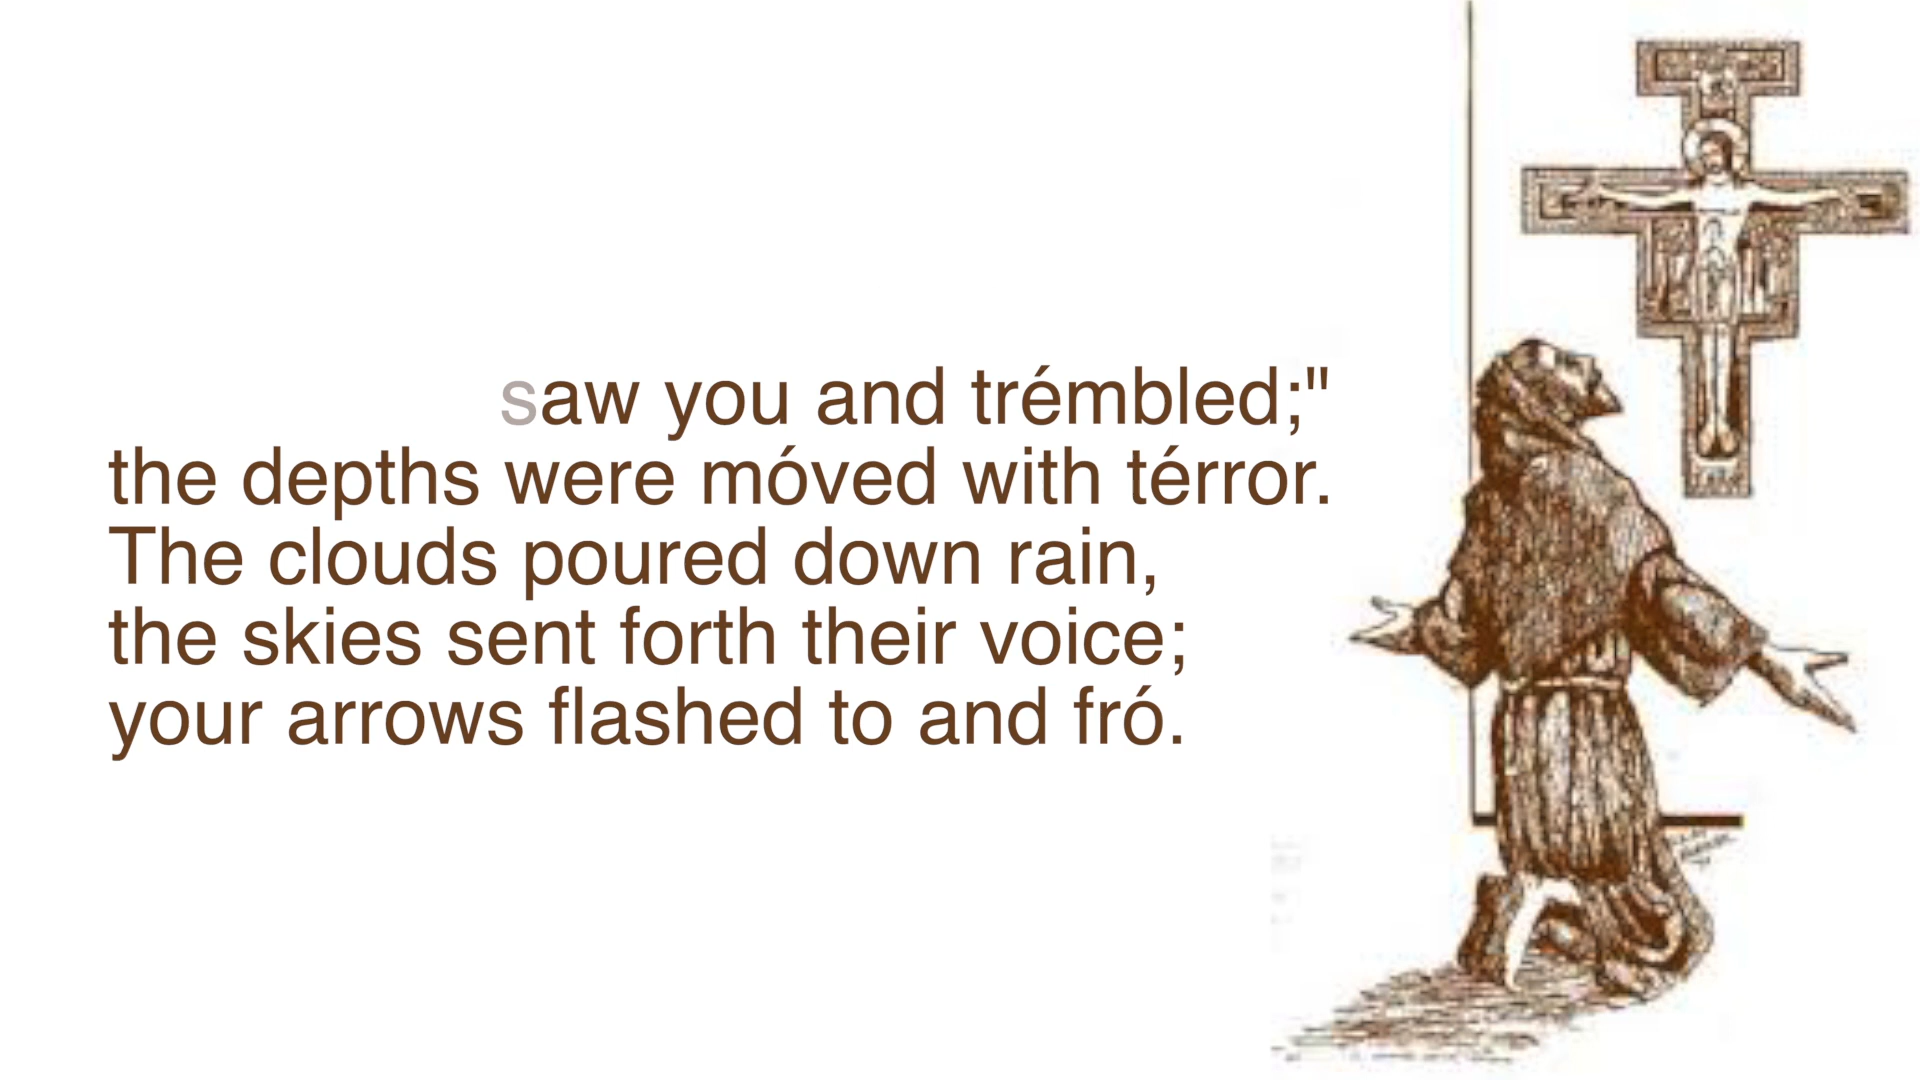 saw you and trémbled;"
the depths were móved with térror.
The clouds poured down rain,
the skies sent forth their voice;
your arrows flashed to and fró.